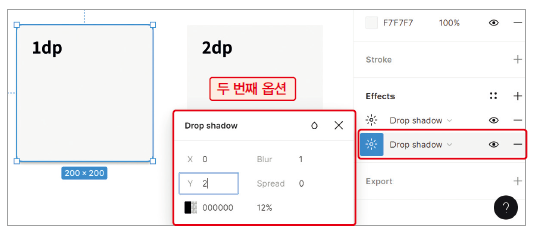 1dp
2dp
두 번째 옵션
200 × 200
Drop shadow
X 0 Blur 1
Y 2 Spread 0
000000 12%
F7F7F7 100%
Stroke
Effects
Drop shadow
Drop shadow
Export
?